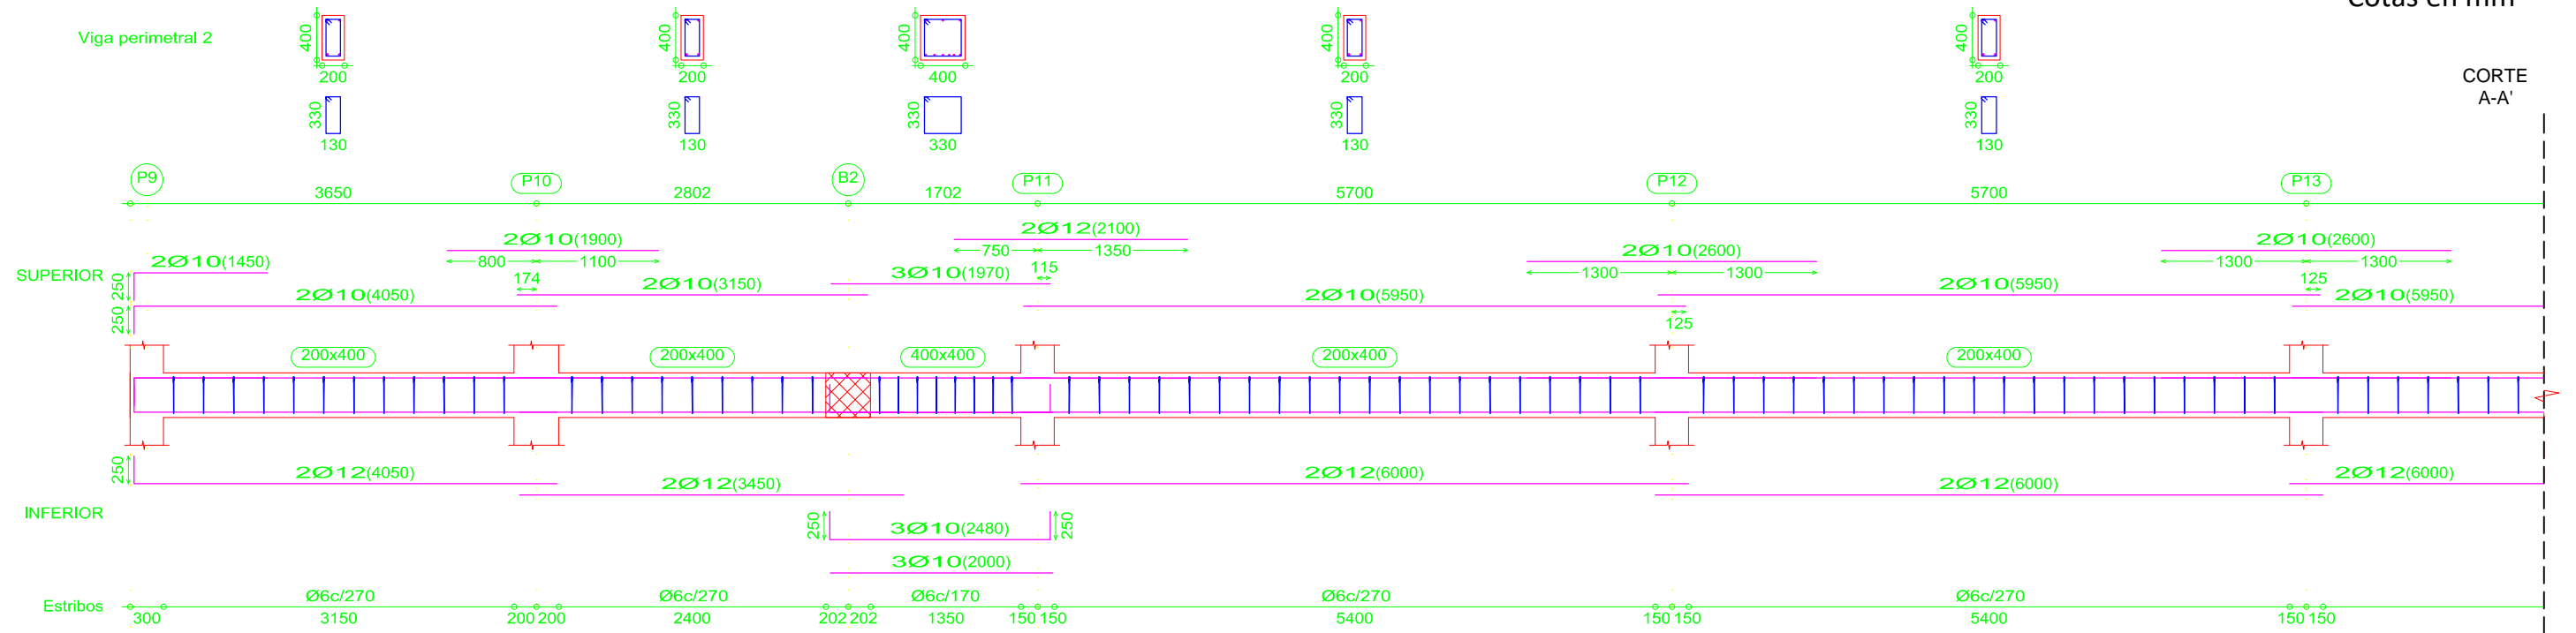 Cotas en mm
Viga perimetral 2
400 400 400 400 400
200 200 400 200 200
CORTE
A-A'
330 330 330 330 330
130 130 330 130 130
P9 P10 B2 P11 P12 P13
3650 2802 1702 5700 5700
2Ø12(2100)
2Ø10(1900) 750 1350 2Ø10(2600)
2Ø10(1450) 800 1100 115 2Ø10(2600) 1300 1300
SUPERIOR 250 174 2Ø10(3150) 3Ø10(1970) 1300 1300 2Ø10(5950) 125
250 2Ø10(4050) 2Ø10(5950) 2Ø10(5950)
125
200x400 200x400 400x400 200x400 200x400
250 2Ø12(4050) 2Ø12(6000) 2Ø12(6000)
2Ø12(3450) 2Ø12(6000)
INFERIOR
250 3Ø10(2480) 250
3Ø10(2000)
Estribos Ø6c/270 Ø6c/270 Ø6c/170 Ø6c/270 Ø6c/270
300 3150 200 200 2400 202 202 1350 150 150 5400 150 150 5400 150 150